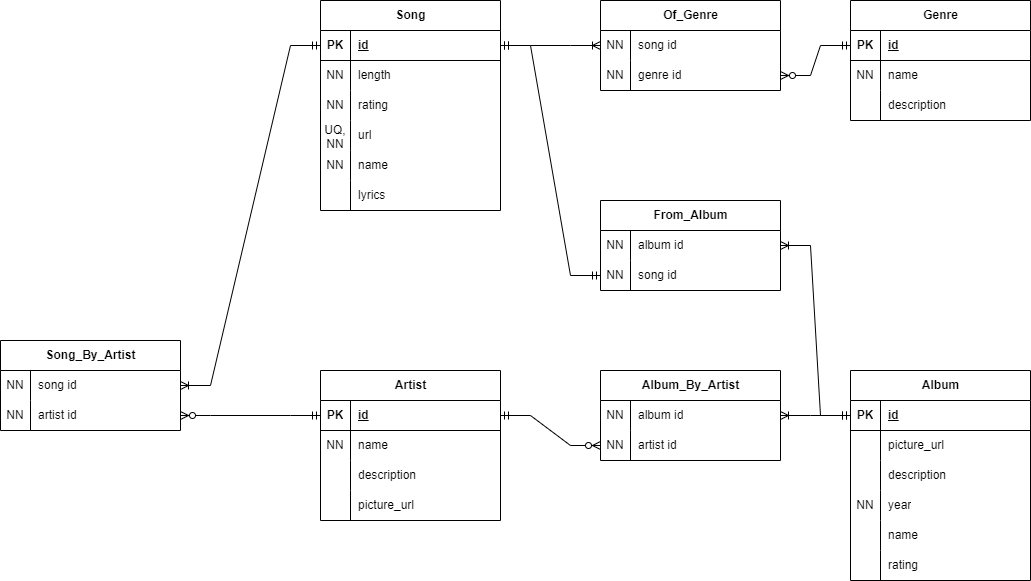 Song
PK id
NN length
NN rating
UQ,
NN url
NN name
lyrics
Of_Genre
NN song id
NN genre id
Genre
PK id
NN name
description
From_Album
NN album id
NN song id
Song_By_Artist
NN song id
NN artist id
Artist
PK id
NN name
description
picture_url
Album_By_Artist
NN album id
NN artist id
Album
PK id
picture_url
description
NN year
name
rating